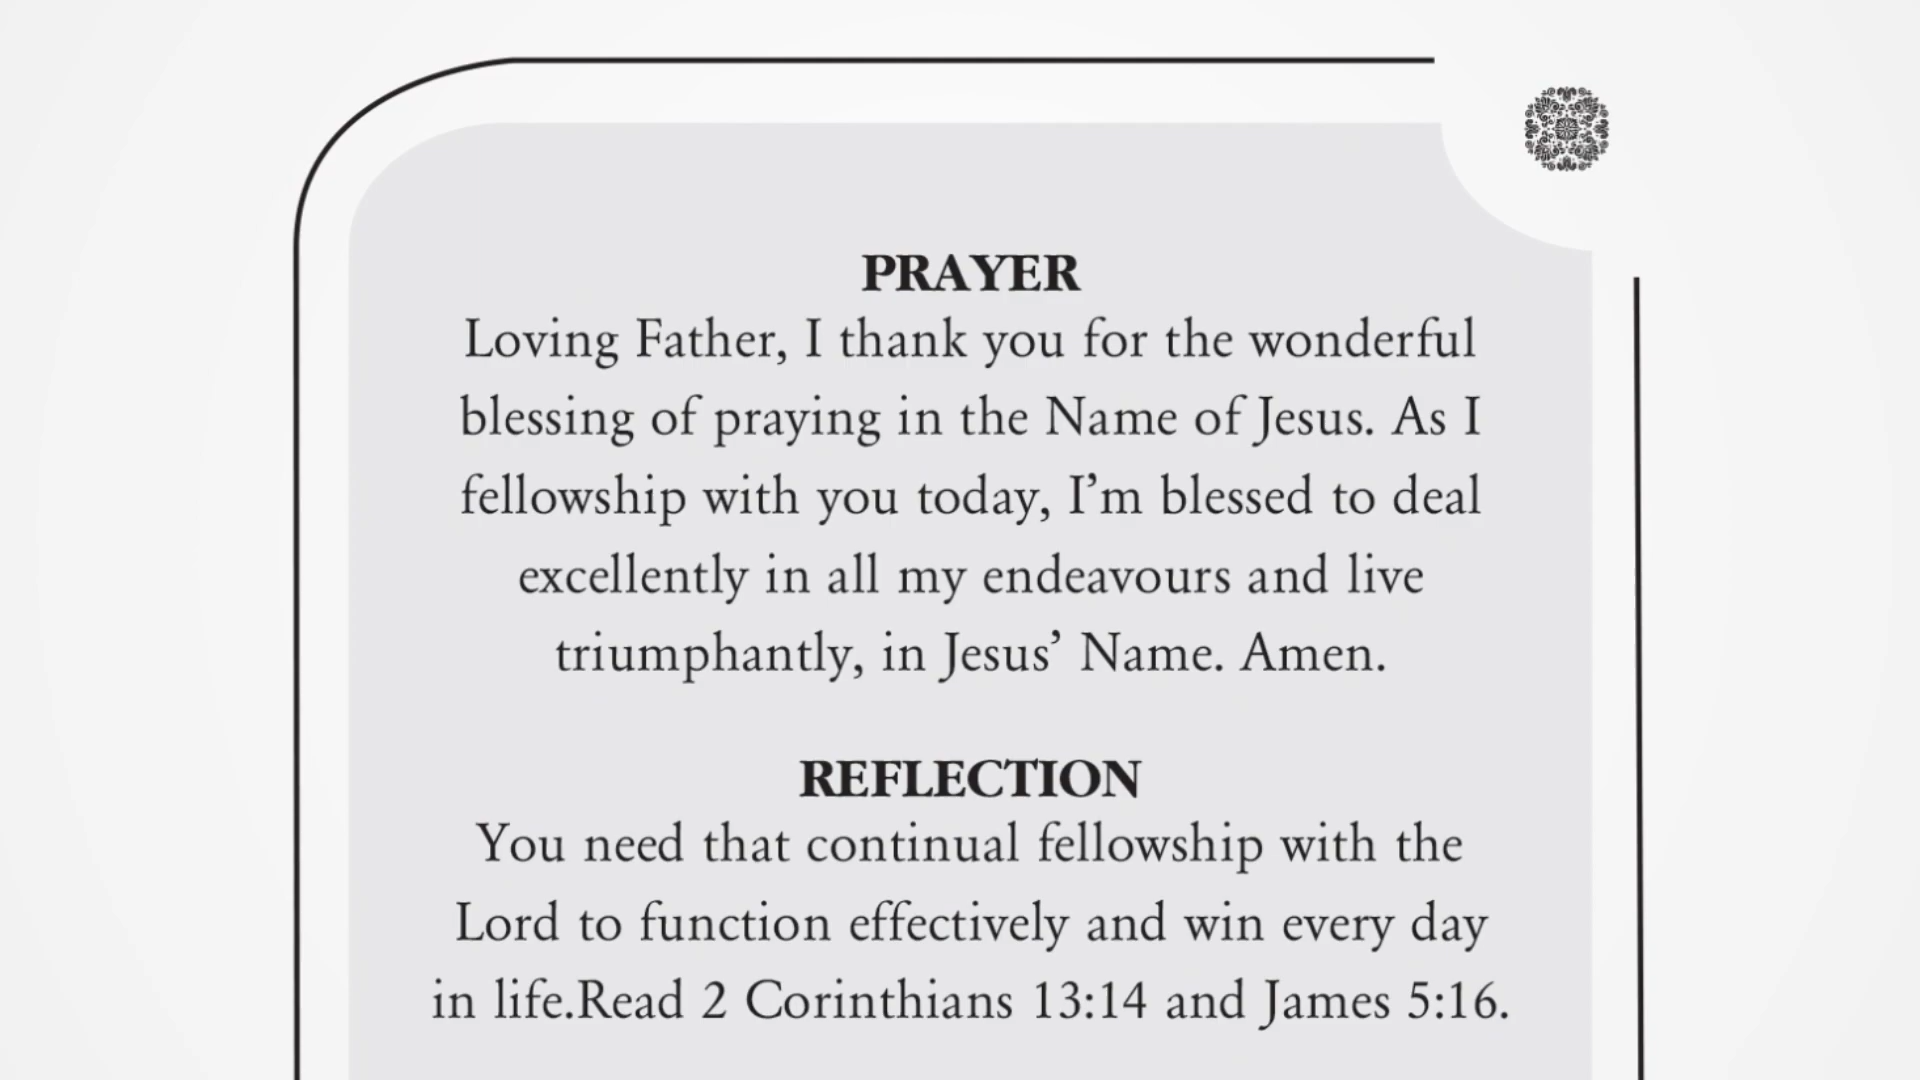 PRAYER
Loving Father, I thank you for the wonderful
blessing of praying in the Name of Jesus. As I
fellowship with you today, I’m blessed to deal
excellently in all my endeavours and live
triumphantly, in Jesus’ Name. Amen.
REFLECTION
You need that continual fellowship with the
Lord to function effectively and win every day
in life.Read 2 Corinthians 13:14 and James 5:16.